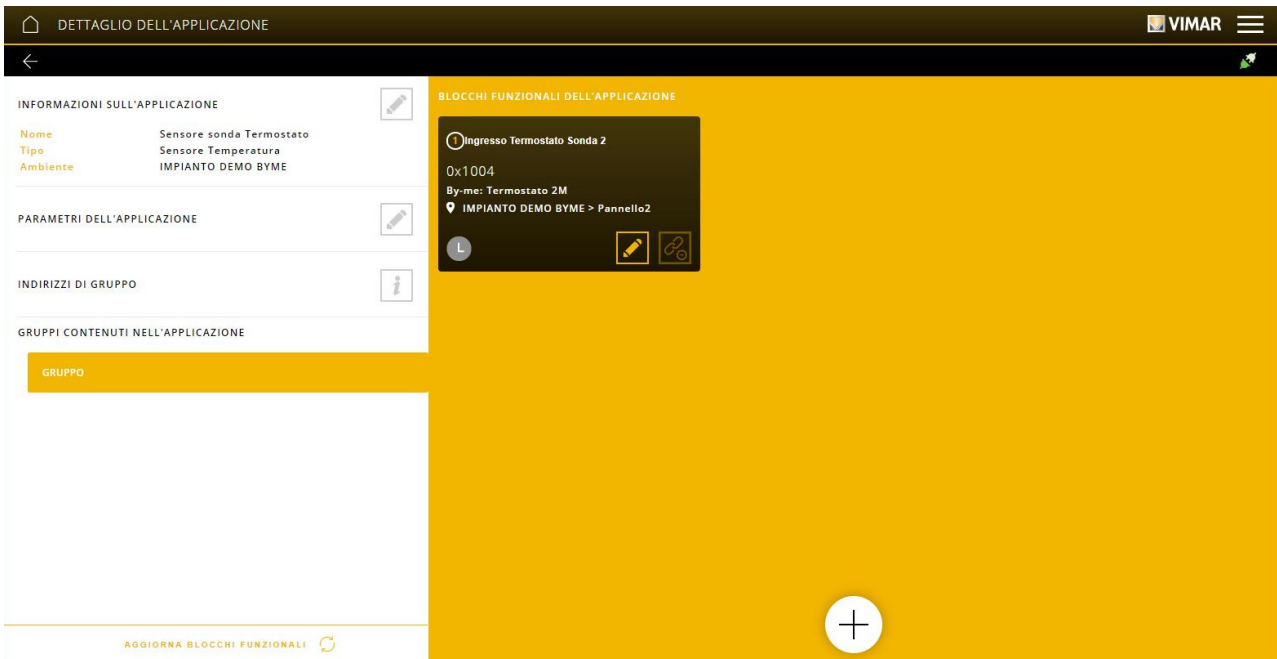 DETTAGLIO DELL'APPLICAZIONE
VIMAR
INFORMAZIONI SULL'APPLICAZIONE
Nome Sensore sonda Termostato
Tipo Sensore Temperatura
Ambiente IMPIANTO DEMO BYME
PARAMETRI DELL'APPLICAZIONE
INDIRIZZI DI GRUPPO
i
GRUPPI CONTENUTI NELL'APPLICAZIONE
GRUPPO
AGGIORNA BLOCCHI FUNZIONALI
BLOCCHI FUNZIONALI DELL'APPLICAZIONE
1 Ingresso Termostato Sonda 2
0x1004
By-me: Termostato 2M
IMPIANTO DEMO BYME > Pannello2
L